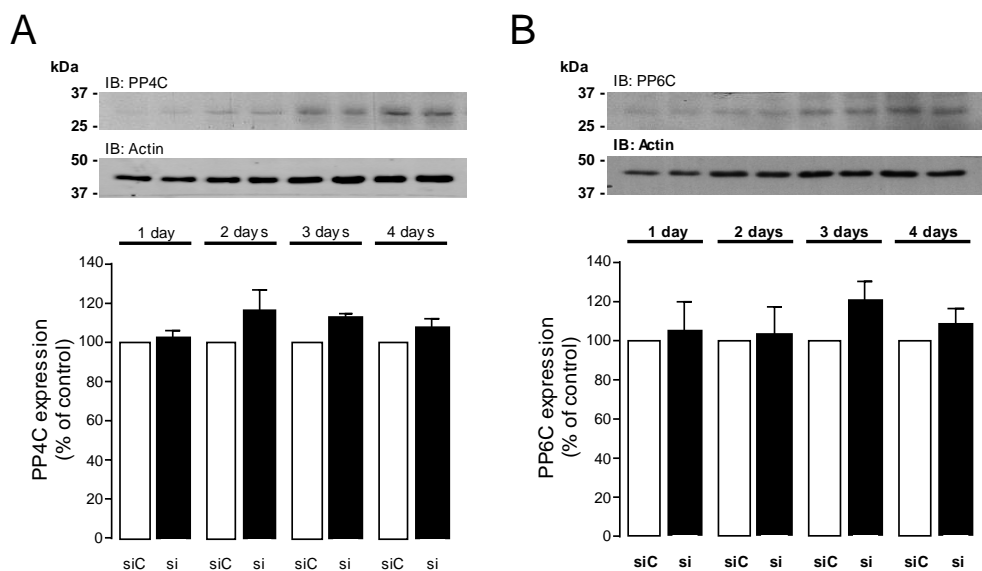 A
kDa
IB: PP4C
37 -
25 -
IB: Actin
50 -
37 -
1 day 2 days 3 days 4 days
140
120
100
80
60
40
20
0
PP4C expression
(% of control)
siC si siC si siC si siC si
B
kDa
IB: PP6C
37 -
25 -
IB: Actin
50 -
37 -
1 day 2 days 3 days 4 days
140
120
100
80
60
40
20
0
PP6C expression
(% of control)
siC si siC si siC si siC si